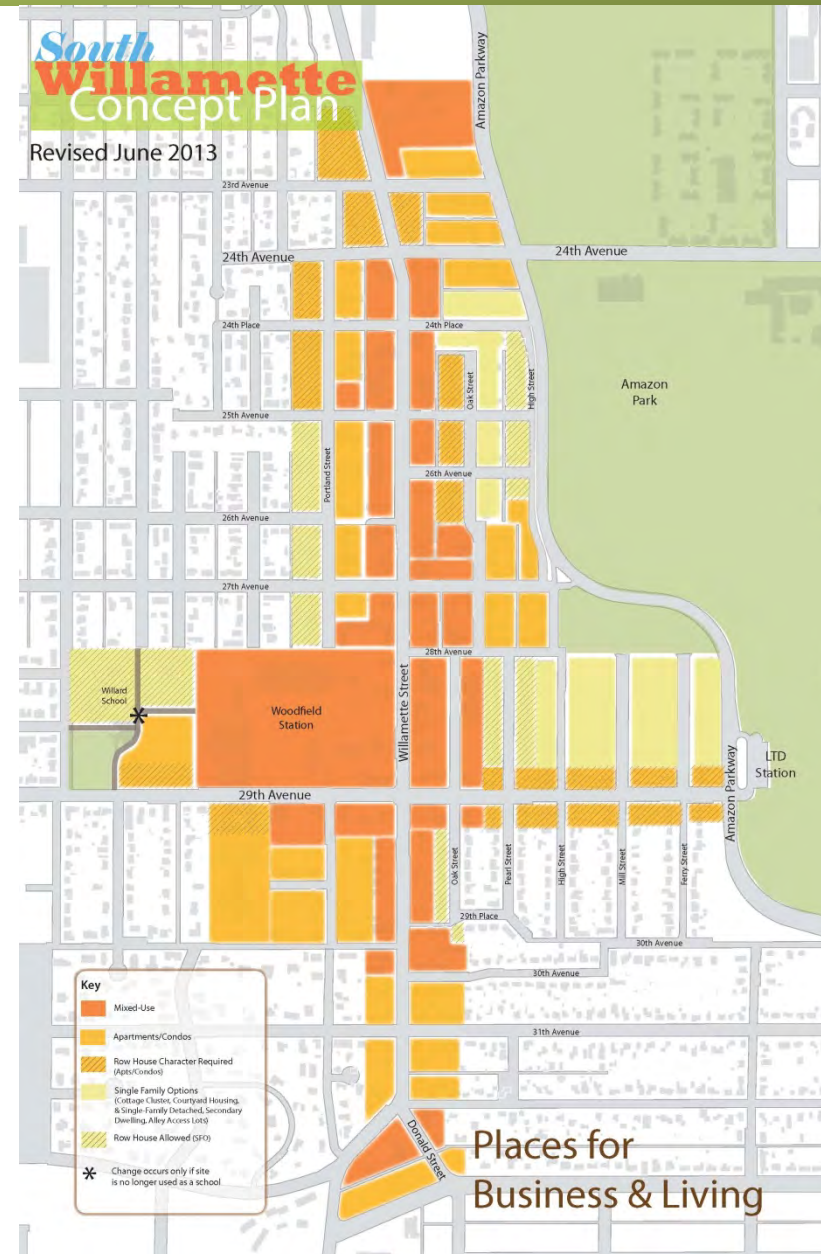 South
Willamette
Concept Plan
Revised June 2013
Amazon Parkway
23rd Avenue
24th Avenue
24th Avenue
24th Place
24th Place
Oak Street
High Street
Amazon
Park
25th Avenue
Portland Street
26th Avenue
26th Avenue
27th Avenue
28th Avenue
Willard
School
*
Woodfield
Station
Willamette Street
LTD
Station
Amazon Parkway
29th Avenue
Oak Street
Pearl Street
High Street
Mill Street
Ferry Street
29th Place
30th Avenue
30th Avenue
31th Avenue
Key
Mixed-Use
Apartments/Condos
Row House Character Required
(Apts/Condos)
Single Family Options
(Cottage Cluster, Courtyard Housing,
& Single-Family Detached, Secondary
Dwelling, Alley Access Lots)
Row House Allowed (SFO)
* Change occurs only if site
is no longer used as a school
Donald Street
Places for
Business & Living